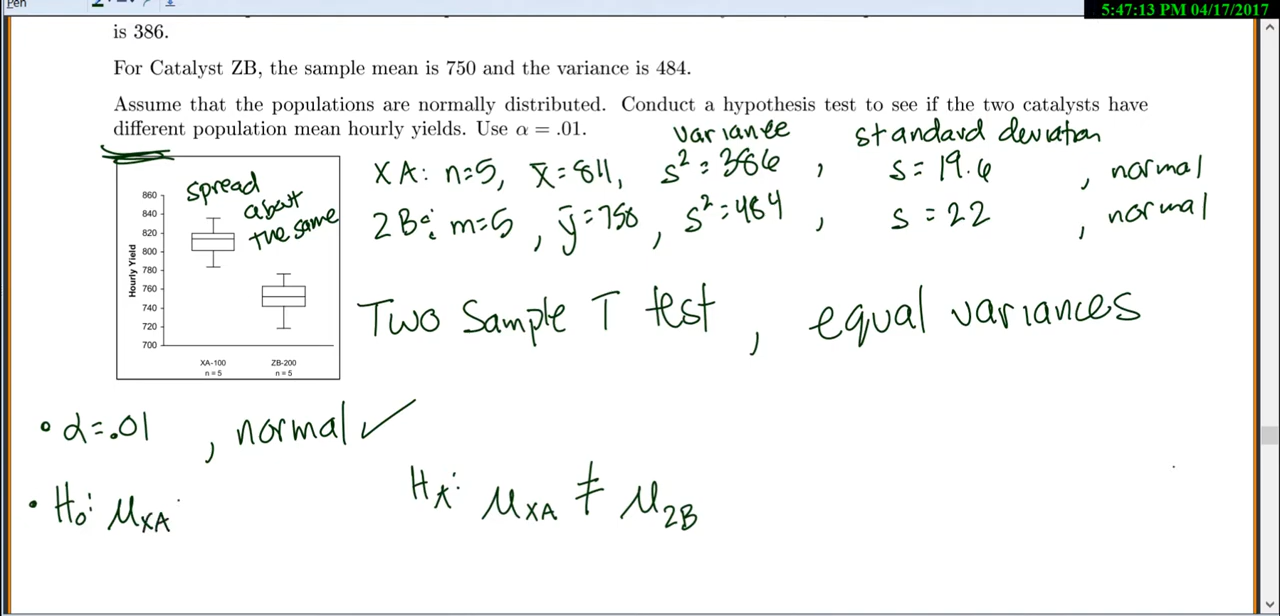 Pen
5:47:13 PM 04/17/2017
is 386.
For Catalyst ZB, the sample mean is 750 and the variance is 484.
Assume that the populations are normally distributed. Conduct a hypothesis test to see if the two catalysts have
different population mean hourly yields. Use α = .01.
variance standard deviation
XA: n=5, x̄=811, s²=386, s=19.6, normal
ZB: m=5, ȳ=750, s²=484, s=22, normal
spread
about
the same
860
840
820
800
780
760
740
720
700
Hourly Yield
XA-100 ZB-200
n = 5 n = 5
Two Sample T test, equal variances
• α=.01, normal ✓
• H₀: μXA HA: μXA ≠ μZB